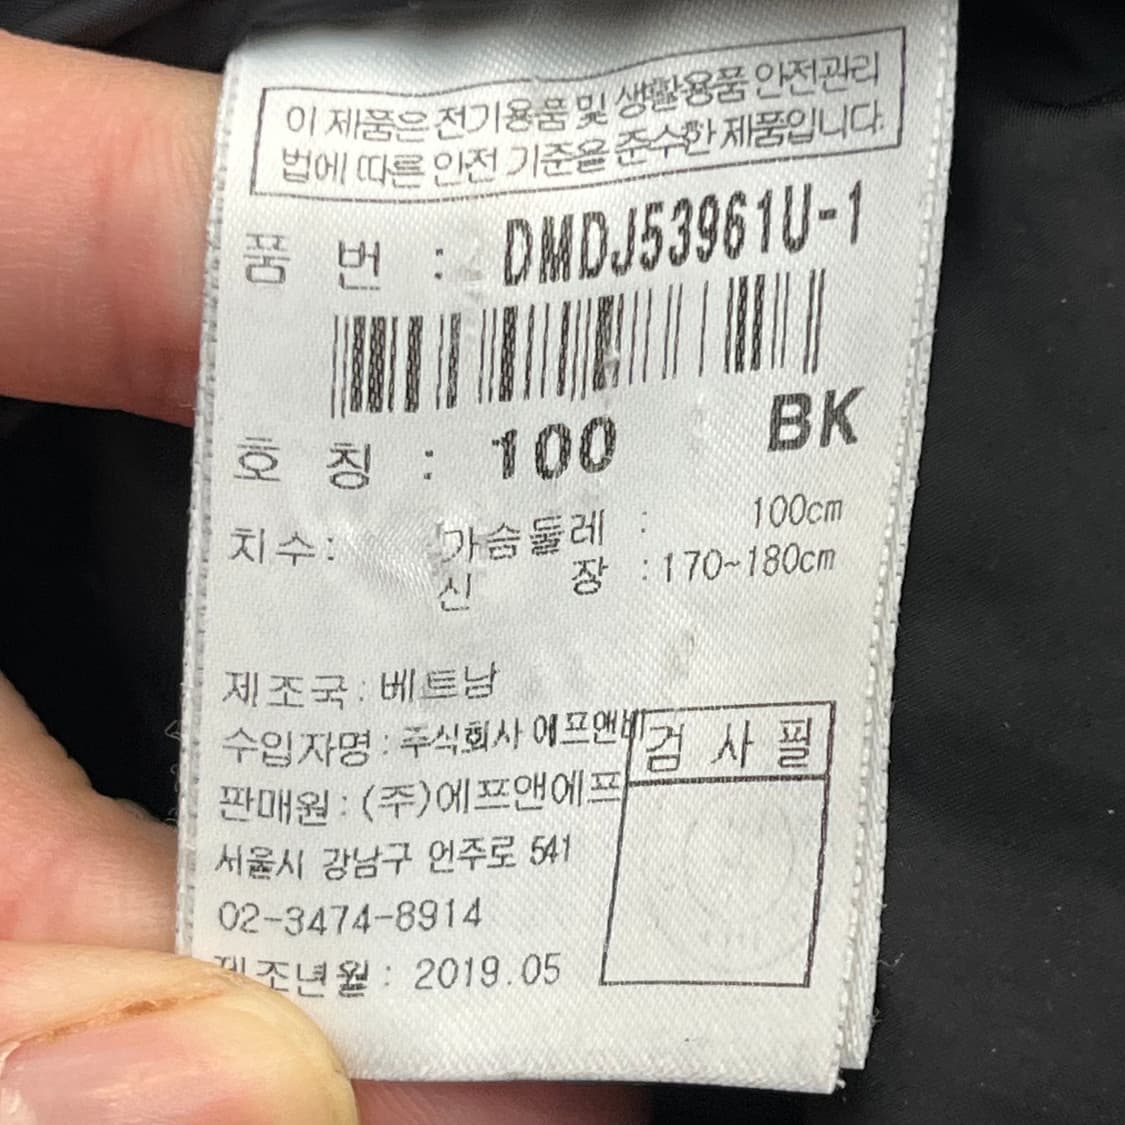 이 제품은 전기용품 및 생활용품 안전관리
법에 따른 안전 기준을 준수한 제품입니다.
품 번 : DMDJ53961U-1
호 칭 : 100 BK
치수: 가슴둘레 : 100cm
신 장 : 170~180cm
제조국: 베트남
수입자명: 주식회사 에프앤비
검 사 필
판매원: (주)에프앤에프
서울시 강남구 언주로 541
02-3474-8914
제조년월: 2019.05